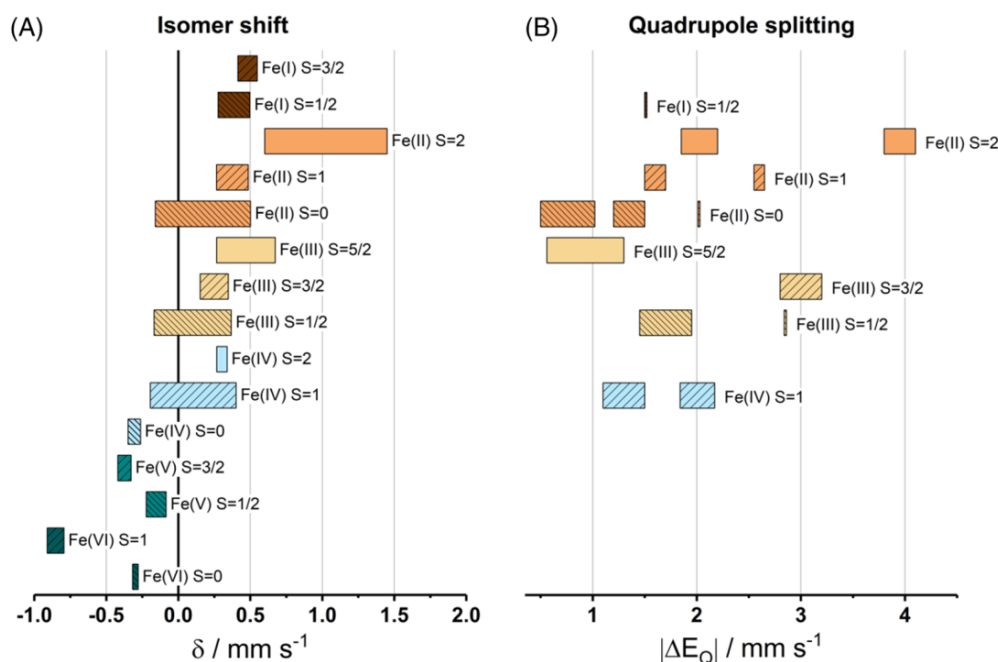 (A)
Isomer shift
Fe(I) S=3/2
Fe(I) S=1/2
Fe(II) S=2
Fe(II) S=1
Fe(II) S=0
Fe(III) S=5/2
Fe(III) S=3/2
Fe(III) S=1/2
Fe(IV) S=2
Fe(IV) S=1
Fe(IV) S=0
Fe(V) S=3/2
Fe(V) S=1/2
Fe(VI) S=1
Fe(VI) S=0
-1.0 -0.5 0.0 0.5 1.0 1.5 2.0
δ / mm s⁻¹
(B)
Quadrupole splitting
Fe(I) S=1/2
Fe(II) S=2
Fe(II) S=1
Fe(II) S=0
Fe(III) S=5/2
Fe(III) S=3/2
Fe(III) S=1/2
Fe(IV) S=1
1 2 3 4
|ΔE_Q| / mm s⁻¹